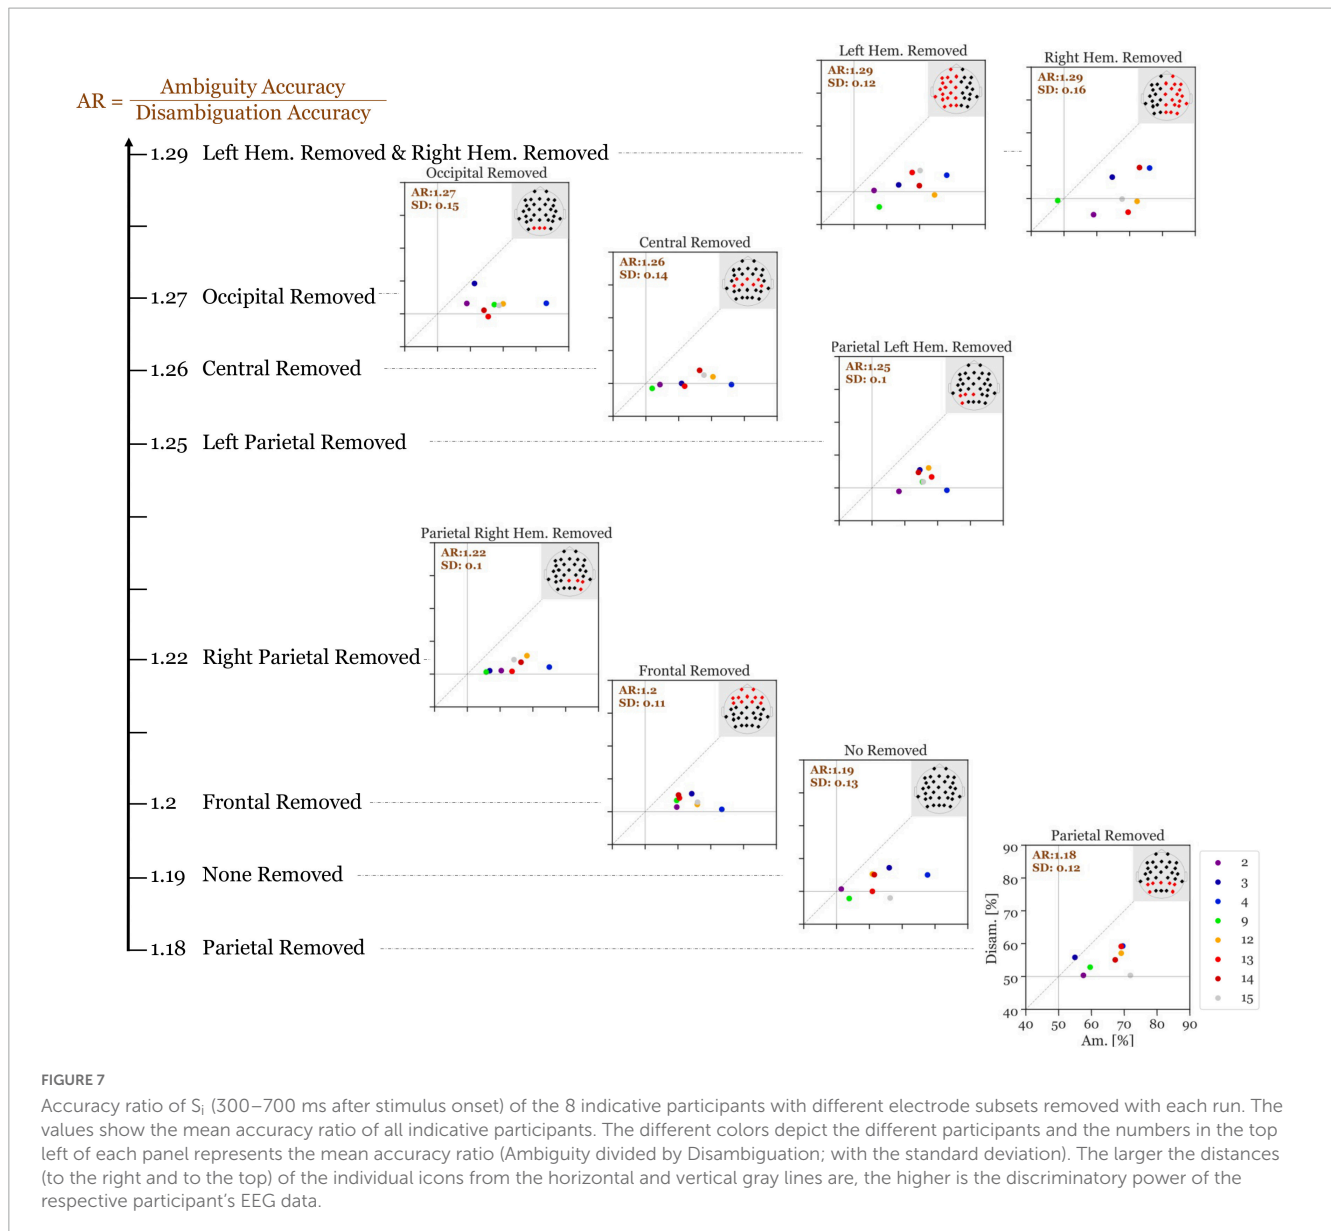 AR = Ambiguity Accuracy
Disambiguation Accuracy
1.29 Left Hem. Removed & Right Hem. Removed
1.27 Occipital Removed
1.26 Central Removed
1.25 Left Parietal Removed
1.22 Right Parietal Removed
1.2 Frontal Removed
1.19 None Removed
1.18 Parietal Removed
Left Hem. Removed
AR:1.29
SD: 0.12
Right Hem. Removed
AR:1.29
SD: 0.16
Occipital Removed
AR:1.27
SD: 0.15
Central Removed
AR:1.26
SD: 0.14
Parietal Left Hem. Removed
AR:1.25
SD: 0.1
Parietal Right Hem. Removed
AR:1.22
SD: 0.1
Frontal Removed
AR:1.2
SD: 0.11
No Removed
AR:1.19
SD: 0.13
Parietal Removed
AR:1.18
SD: 0.12
Disam. [%]
90
80
70
60
50
40
40 50 60 70 80 90
Am. [%]
2
3
4
9
12
13
14
15
FIGURE 7
Accuracy ratio of Si (300–700 ms after stimulus onset) of the 8 indicative participants with different electrode subsets removed with each run. The
values show the mean accuracy ratio of all indicative participants. The different colors depict the different participants and the numbers in the top
left of each panel represents the mean accuracy ratio (Ambiguity divided by Disambiguation; with the standard deviation). The larger the distances
(to the right and to the top) of the individual icons from the horizontal and vertical gray lines are, the higher is the discriminatory power of the
respective participant's EEG data.